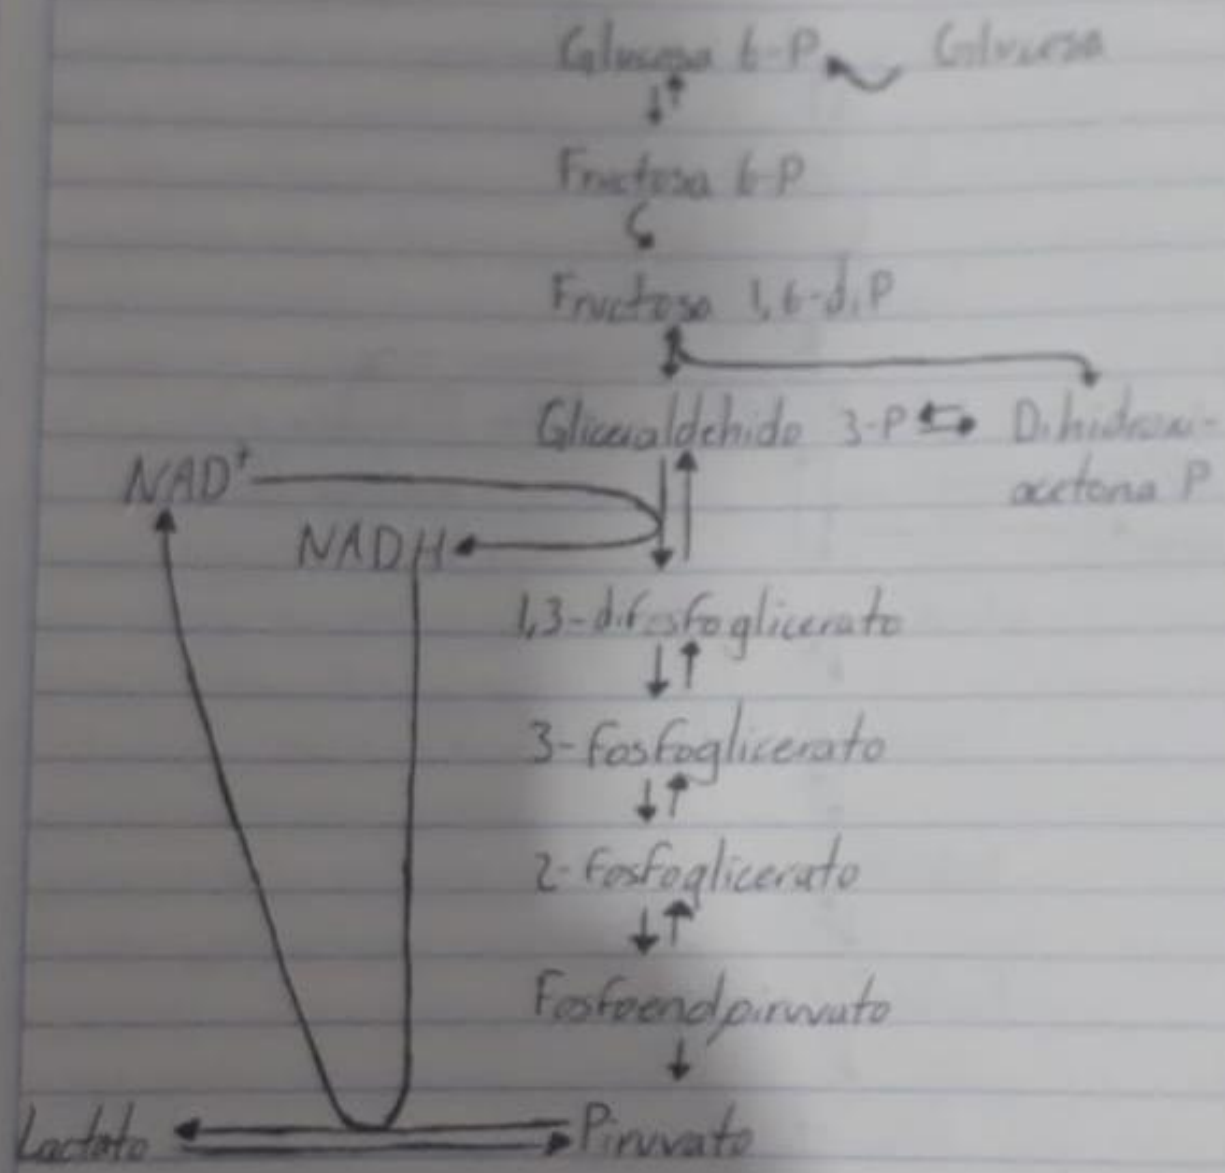 Glucosa 6-P Glucosa
Fructosa 6-P
Fructosa 1,6-di P
Gliceraldehido 3-P Dihidroxi-
acetona P
NAD⁺
NADH
1,3-difosfoglicerato
3-fosfoglicerato
2-fosfoglicerato
Fosfoenolpiruvato
Lactato Piruvato